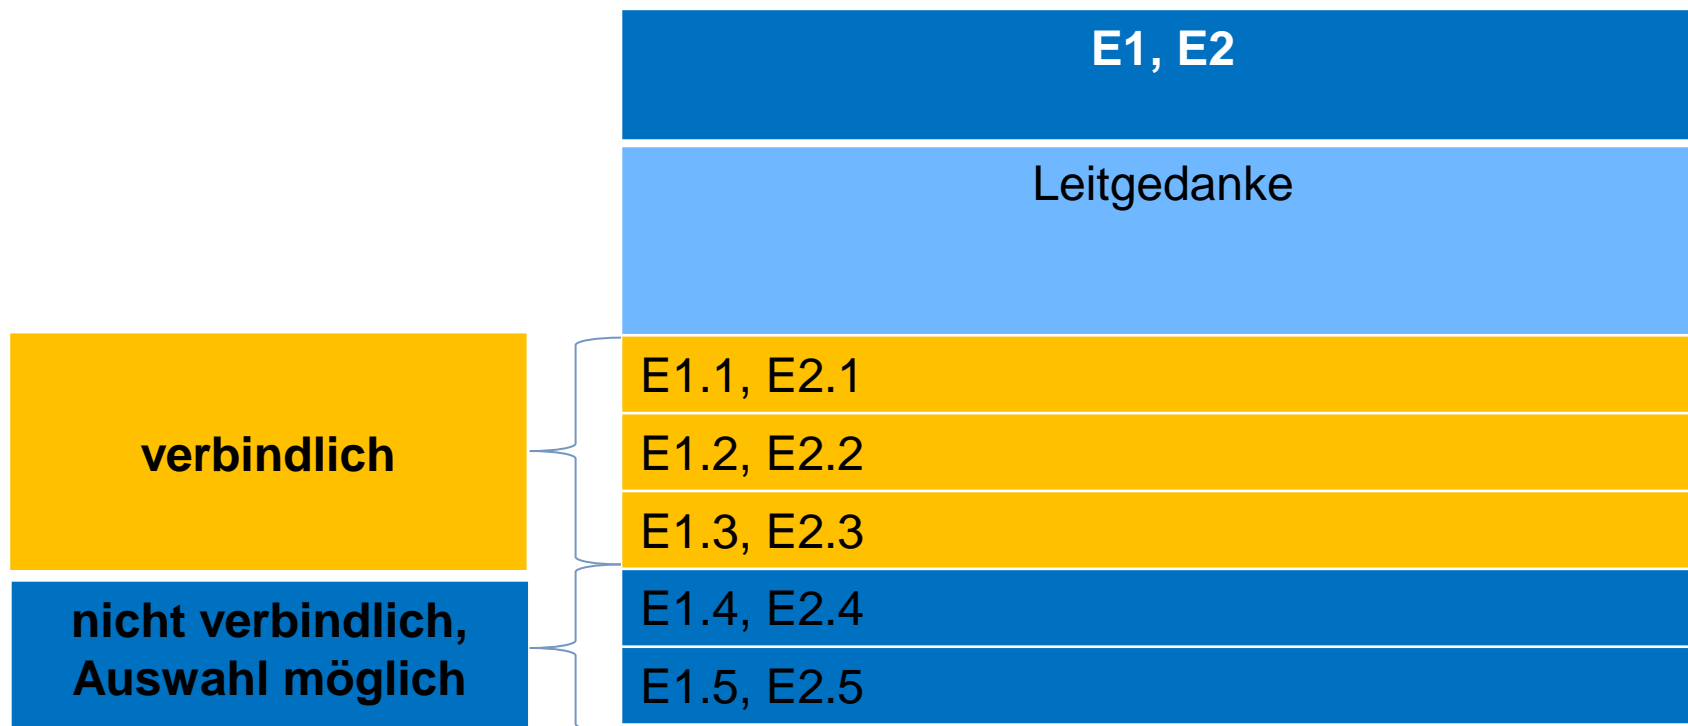 E1, E2
Leitgedanke
verbindlich
E1.1, E2.1
E1.2, E2.2
E1.3, E2.3
nicht verbindlich,
Auswahl möglich
E1.4, E2.4
E1.5, E2.5